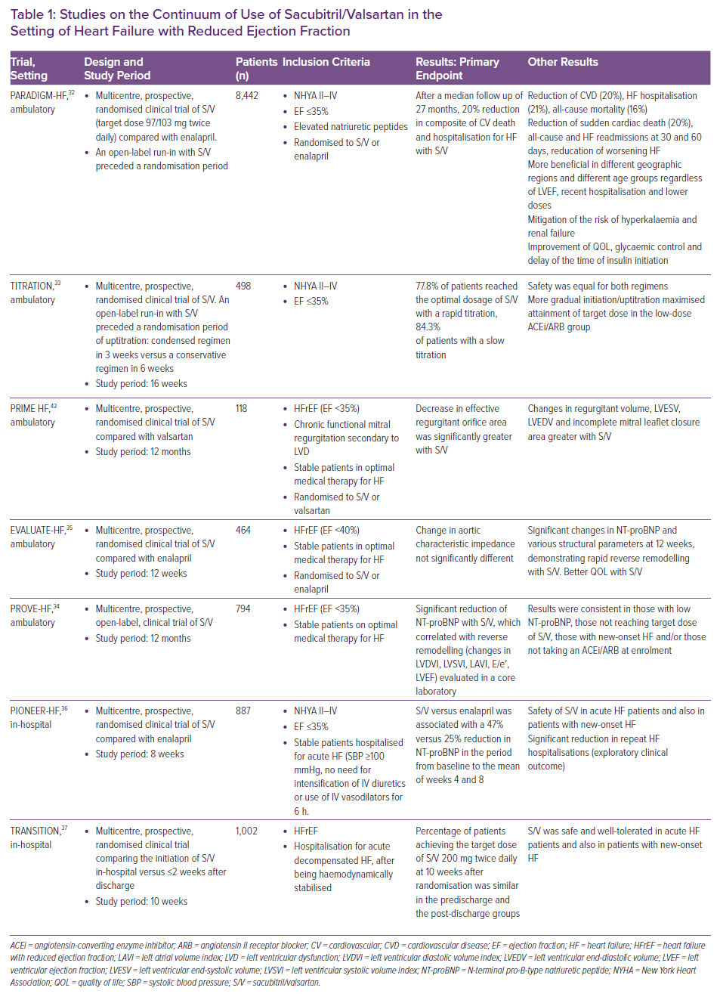 Table 1: Studies on the Continuum of Use of Sacubitril/Valsartan in the
Setting of Heart Failure with Reduced Ejection Fraction
Trial,
Setting
Design and
Study Period
Patients
(n)
Inclusion Criteria
Results: Primary
Endpoint
Other Results
PARADIGM-HF,32
ambulatory
• Multicentre, prospective,
randomised clinical trial of S/V
(target dose 97/103 mg twice
daily) compared with enalapril.
• An open-label run-in with S/V
preceded a randomisation period
8,442
• NHYA II–IV
• EF ≤35%
• Elevated natriuretic peptides
• Randomised to S/V or
enalapril
After a median follow up of
27 months, 20% reduction
in composite of CV death
and hospitalisation for HF
with S/V
Reduction of CVD (20%), HF hospitalisation
(21%), all-cause mortality (16%)
Reduction of sudden cardiac death (20%),
all-cause and HF readmissions at 30 and 60
days, reducation of worsening HF
More beneficial in different geographic
regions and different age groups regardless
of LVEF, recent hospitalisation and lower
doses
Mitigation of the risk of hyperkalaemia and
renal failure
Improvement of QOL, glycaemic control and
delay of the time of insulin initiation
TITRATION,33
ambulatory
• Multicentre, prospective,
randomised clinical trial of S/V. An
open-label run-in with S/V
preceded a randomisation period
of uptitration: condensed regimen
in 3 weeks versus a conservative
regimen in 6 weeks
• Study period: 16 weeks
498
• NHYA II–IV
• EF ≤35%
77.8% of patients reached
the optimal dosage of S/V
with a rapid titration,
84.3%
of patients with a slow
titration
Safety was equal for both regimens
More gradual initiation/uptitration maximised
attainment of target dose in the low-dose
ACEi/ARB group
PRIME HF,43
ambulatory
• Multicentre, prospective,
randomised clinical trial of S/V
compared with valsartan
• Study period: 12 months
118
• HFrEF (EF <35%)
• Chronic functional mitral
regurgitation secondary to
LVD
• Stable patients in optimal
medical therapy for HF
• Randomised to S/V or
valsartan
Decrease in effective
regurgitant orifice area
was significantly greater
with S/V
Changes in regurgitant volume, LVESV,
LVEDV and incomplete mitral leaflet closure
area greater with S/V
EVALUATE-HF,35
ambulatory
• Multicentre, prospective,
randomised clinical trial of S/V
compared with enalapril
• Study period: 12 weeks
464
• HFrEF (EF <40%)
• Stable patients in optimal
medical therapy for HF
• Randomised to S/V or
enalapril
Change in aortic
characteristic impedance
not significantly different
Significant changes in NT-proBNP and
various structural parameters at 12 weeks,
demonstrating rapid reverse remodelling
with S/V. Better QOL with S/V
PROVE-HF,34
ambulatory
• Multicentre, prospective,
open-label, clinical trial of S/V
• Study period: 12 months
794
• HFrEF (EF <35%)
• Stable patients on optimal
medical therapy for HF
Significant reduction of
NT-proBNP with S/V, which
correlated with reverse
remodelling (changes in
LVDVI, LVSVI, LAVI, E/e′,
LVEF) evaluated in a core
laboratory
Results were consistent in those with low
NT-proBNP, those not reaching target dose
of S/V, those with new-onset HF and/or those
not taking an ACEi/ARB at enrolment
PIONEER-HF,36
in-hospital
• Multicentre, prospective,
randomised clinical trial of S/V
compared with enalapril
• Study period: 8 weeks
887
• NHYA II–IV
• EF ≤35%
• Stable patients hospitalised
for acute HF (SBP ≥100
mmHg, no need for
intensification of IV diuretics
or use of IV vasodilators for
6 h.
S/V versus enalapril was
associated with a 47%
versus 25% reduction in
NT-proBNP in the period
from baseline to the mean
of weeks 4 and 8
Safety of S/V in acute HF patients and also in
patients with new-onset HF
Significant reduction in repeat HF
hospitalisations (exploratory clinical
outcome)
TRANSITION,37
in-hospital
• Multicentre, prospective,
randomised clinical trial
comparing the initiation of S/V
in-hospital versus ≤2 weeks after
discharge
• Study period: 10 weeks
1,002
• HFrEF
• Hospitalisation for acute
decompensated HF, after
being haemodynamically
stabilised
Percentage of patients
achieving the target dose
of S/V 200 mg twice daily
at 10 weeks after
randomisation was similar
in the predischarge and
the post-discharge groups
S/V was safe and well-tolerated in acute HF
patients and also in patients with new-onset
HF
ACEi = angiotensin-converting enzyme inhibitor; ARB = angiotensin II receptor blocker; CV = cardiovascular; CVD = cardiovascular disease; EF = ejection fraction; HF = heart failure; HFrEF = heart failure
with reduced ejection fraction; LAVI = left atrial volume index; LVD = left ventricular dysfunction; LVDVI = left ventricular diastolic volume index; LVEDV = left ventricular end-diastolic volume; LVEF = left
ventricular ejection fraction; LVESV = left ventricular end-systolic volume; LVSVI = left ventricular systolic volume index; NT-proBNP = N-terminal pro-B-type natriuretic peptide; NYHA = New York Heart
Association; QOL = quality of life; SBP = systolic blood pressure; S/V = sacubitril/valsartan.